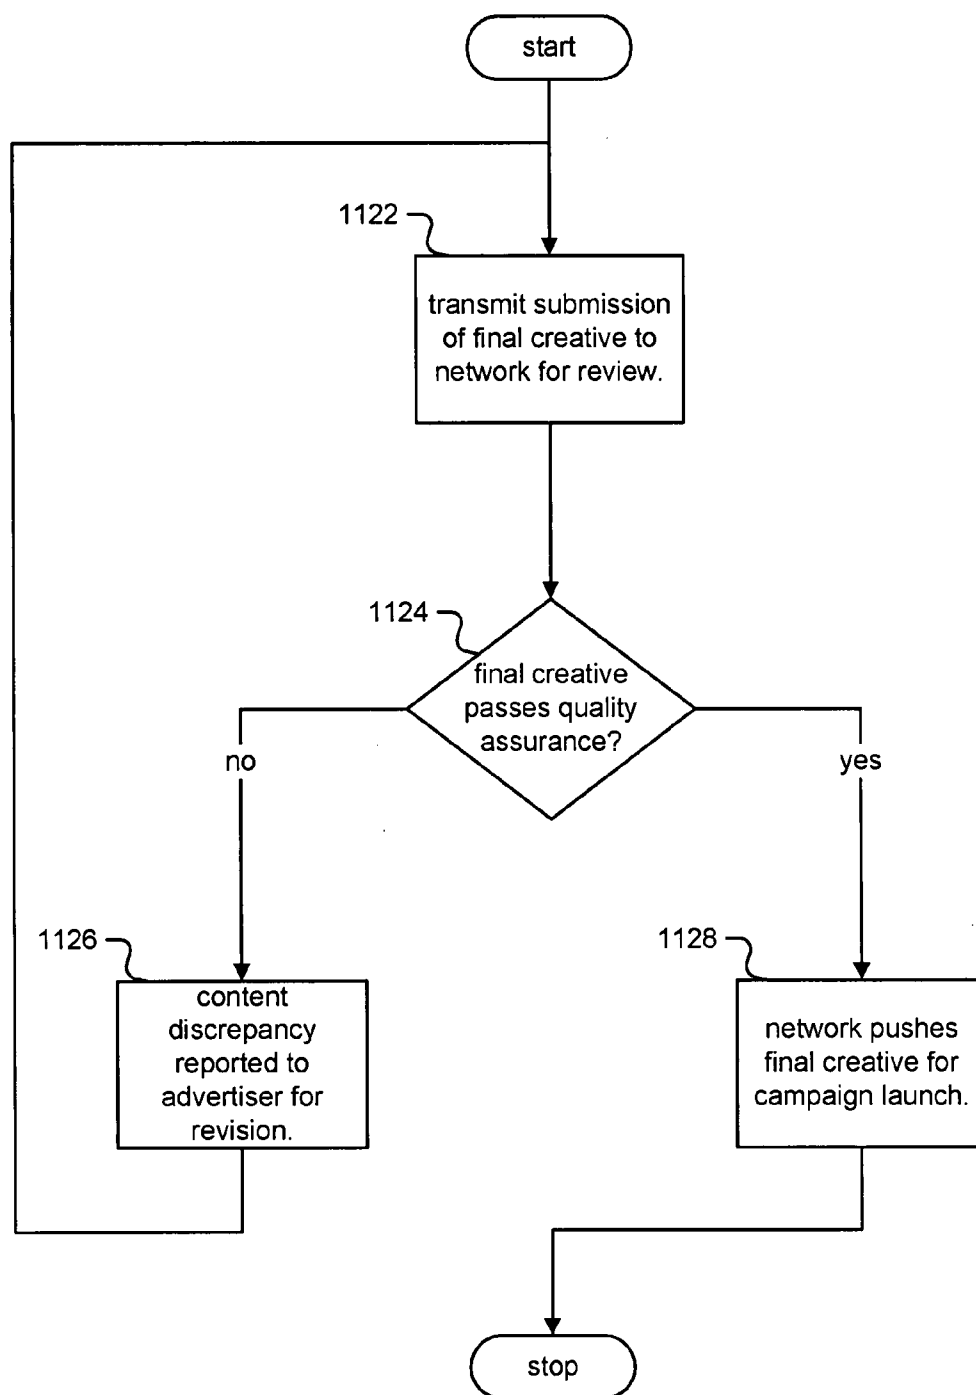 start
1122
transmit submission
of final creative to
network for review.
1124
final creative
passes quality
assurance?
no
yes
1126
content
discrepancy
reported to
advertiser for
revision.
1128
network pushes
final creative for
campaign launch.
stop